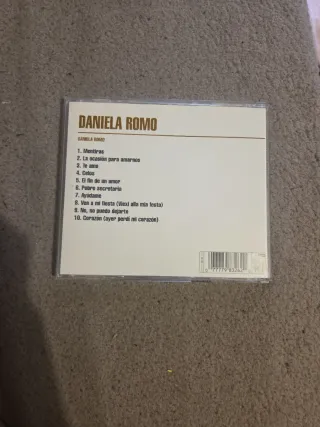 DANIELA ROMO
DANIELA ROMO
1. Mentiras
2. La ocasión para amarnos
3. Te amo
4. Celos
5. El fin de un amor
6. Pobre secretaria
7. Ayúdame
8. Ven a mi fiesta (Vieni alla mia festa)
9. No, no puedo dejarte
10. Corazón (ayer perdí mi corazón)